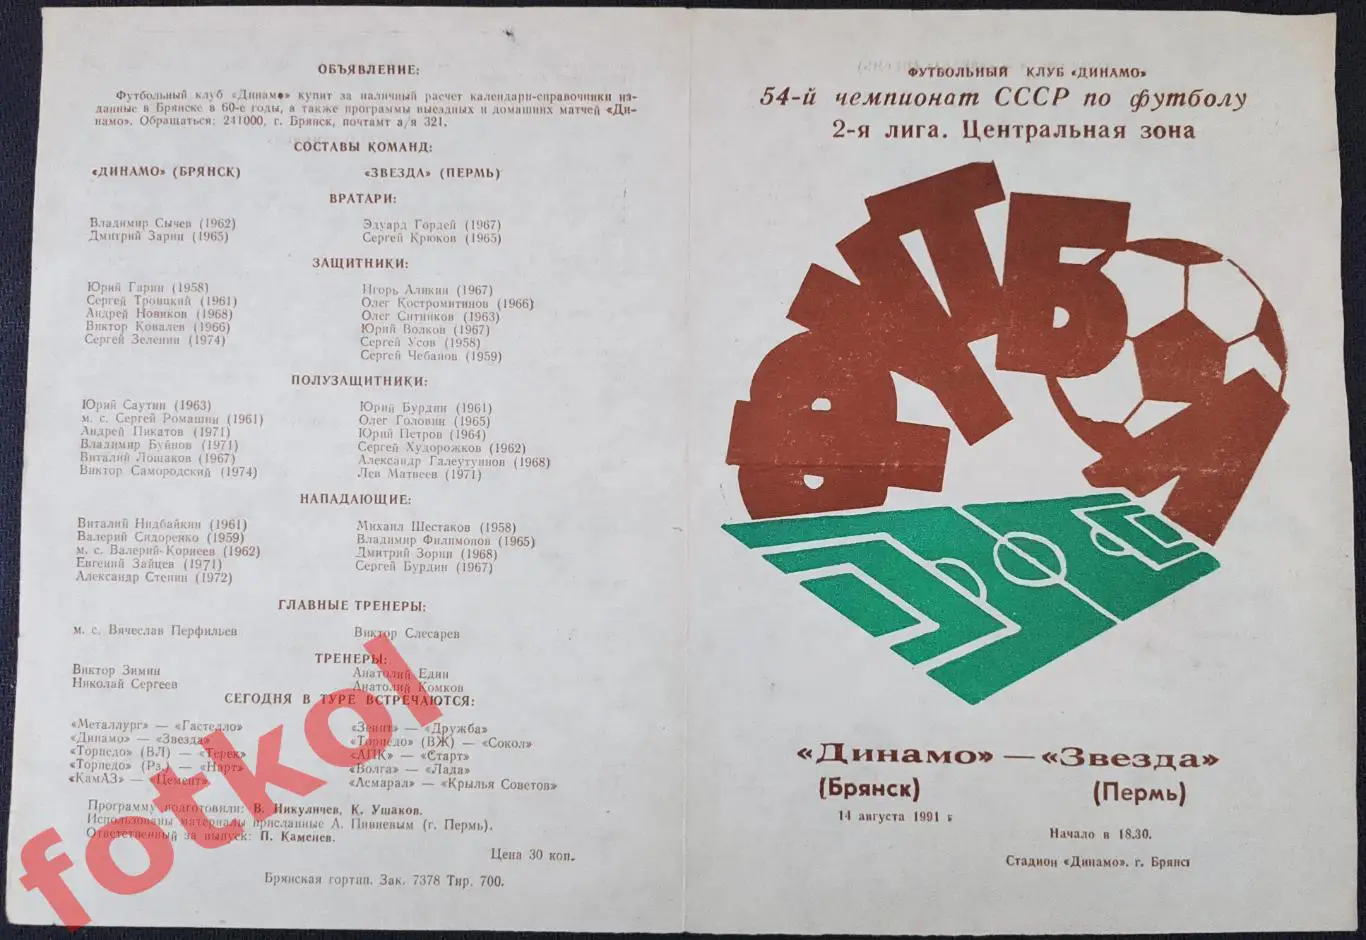 ОБЪЯВЛЕНИЕ:
Футбольный клуб «Динамо» купит за наличный расчет календари-справочники из-
данные в Брянске в 60-е годы, а также программы выездных и домашних матчей «Ди-
намо». Обращаться: 241000, г. Брянск, почтамт а/я 321.
СОСТАВЫ КОМАНД:
«ДИНАМО» (БРЯНСК) «ЗВЕЗДА» (ПЕРМЬ)
ВРАТАРИ:
Владимир Сычев (1962) Эдуард Гордей (1967)
Дмитрий Зарин (1965) Сергей Крюков (1965)
ЗАЩИТНИКИ:
Юрий Гарин (1958) Игорь Аликин (1967)
Сергей Троицкий (1961) Олег Костромитинов (1966)
Андрей Новиков (1968) Олег Ситников (1963)
Виктор Ковалев (1966) Юрий Волков (1967)
Сергей Зеленин (1974) Сергей Усов (1958)
Сергей Чебанов (1959)
ПОЛУЗАЩИТНИКИ:
Юрий Саутин (1963) Юрий Бурдин (1961)
м. с. Сергей Ромашин (1961) Олег Головин (1965)
Андрей Пикатов (1971) Юрий Петров (1964)
Владимир Буйнов (1971) Сергей Худорожков (1962)
Виталий Лошаков (1967) Александр Галеутуинов (1968)
Виктор Самородский (1974) Лев Матвеев (1971)
НАПАДАЮЩИЕ:
Виталий Нидбайкин (1961) Михаил Шестаков (1958)
Валерий Сидоренко (1959) Владимир Филимонов (1965)
м. с. Валерий Корнеев (1962) Дмитрий Зорин (1968)
Евгений Зайцев (1971) Сергей Бурдин (1967)
Александр Степин (1972)
ГЛАВНЫЕ ТРЕНЕРЫ:
м. с. Вячеслав Перфильев Виктор Слесарев
ТРЕНЕРЫ:
Виктор Зимин Анатолий Един
Николай Сергеев Анатолий Комков
СЕГОДНЯ В ТУРЕ ВСТРЕЧАЮТСЯ:
«Металлург» — «Гастелло» «Зенит» — «Дружба»
«Динамо» — «Звезда» «Торпедо» (ВЖ) — «Сокол»
«Торпедо» (ВЛ) — «Терек» «АПК» — «Старт»
«Торпедо» (Рз.) — «Нарт» «Волга» — «Лада»
«КамАЗ» — «Цемент» «Асмарал» — «Крылья Советов»
Программу подготовили: В. Никуличев, К. Ушаков.
Использованы материалы присланные А. Пивневым (г. Пермь).
Ответственный за выпуск: П. Каменев.
Цена 30 коп.
Брянская гортип. Зак. 7378 Тир. 700.
fotkol
ФУТБОЛЬНЫЙ КЛУБ «ДИНАМО»
54-й чемпионат СССР по футболу
2-я лига. Центральная зона
ФУТБОЛ
«Динамо» — «Звезда»
(Брянск) (Пермь)
14 августа 1991 г
Начало в 18.30.
Стадион «Динамо». г. Брянс